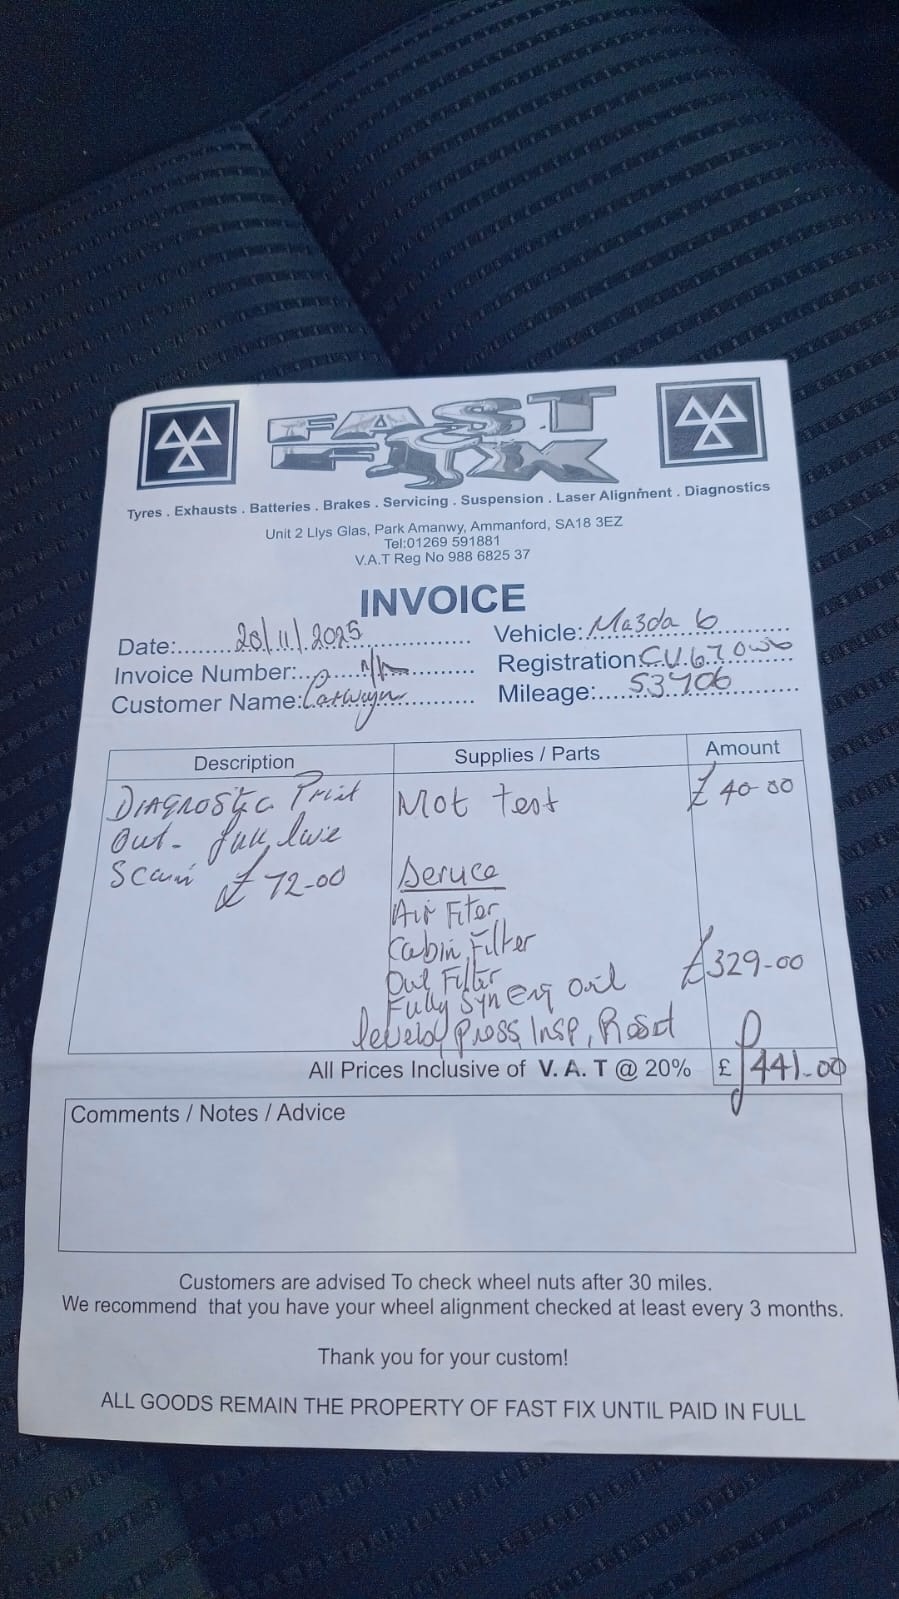 FAST FIX
Tyres . Exhausts . Batteries . Brakes . Servicing . Suspension . Laser Alignment . Diagnostics
Unit 2 Llys Glas, Park Amanwy, Ammanford, SA18 3EZ
Tel:01269 591881
V.A.T Reg No 988 6825 37
INVOICE
Date: 20/11/2025
Vehicle: Mazda 6
Invoice Number:
Registration: CU67
Customer Name:
Mileage: 53706
Description Supplies / Parts Amount
DIAGNOSTIC Print Mot test £40-00
Out - full live
Scan £72-00
Service
Air Fiter
Cabin Filter
Oil Filter £329-00
Fully Syn Eng Oil
levels, Press, Insp, Reset
All Prices Inclusive of V. A. T @ 20% £ 441-00
Comments / Notes / Advice
Customers are advised To check wheel nuts after 30 miles.
We recommend that you have your wheel alignment checked at least every 3 months.
Thank you for your custom!
ALL GOODS REMAIN THE PROPERTY OF FAST FIX UNTIL PAID IN FULL